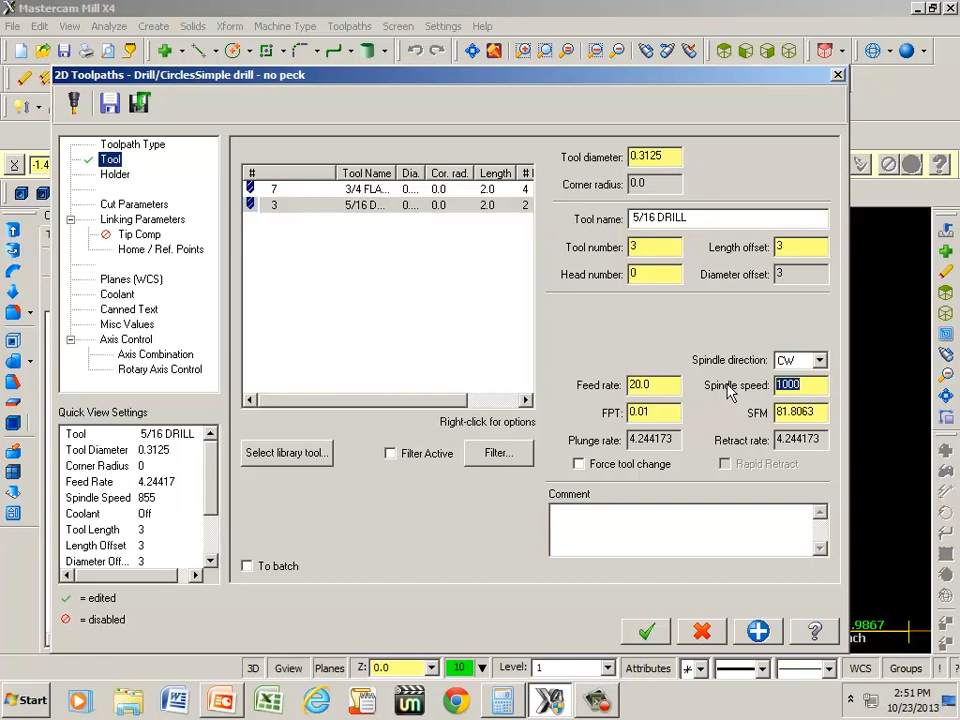 Mastercam Mill X4
File Edit View Analyze Create Solids Xform Machine Type Toolpaths Screen Settings Help
2D Toolpaths - Drill/CirclesSimple drill - no peck
-1.4
Toolpath Type
Tool
Holder
Cut Parameters
Linking Parameters
Tip Comp
Home / Ref. Points
Planes (WCS)
Coolant
Canned Text
Misc Values
Axis Control
Axis Combination
Rotary Axis Control
Quick View Settings
Tool 5/16 DRILL
Tool Diameter 0.3125
Corner Radius 0
Feed Rate 4.24417
Spindle Speed 855
Coolant Off
Tool Length 3
Length Offset 3
Diameter Off... 3
= edited
= disabled
# Tool Name Dia. Cor. rad. Length #
7 3/4 FLA... 0.... 0.0 2.0 4
3 5/16 D... 0.... 0.0 2.0 2
Right-click for options
Select library tool...
Filter Active
Filter...
To batch
Tool diameter: 0.3125
Corner radius: 0.0
Tool name: 5/16 DRILL
Tool number: 3 Length offset: 3
Head number: 0 Diameter offset: 3
Spindle direction: CW
Feed rate: 20.0 Spindle speed: 1000
FPT: 0.01 SFM 81.8063
Plunge rate: 4.244173 Retract rate: 4.244173
Force tool change Rapid Retract
Comment
.9867
nch
3D Gview Planes Z: 0.0 10 Level: 1 Attributes * WCS Groups ! ?
Start
2:51 PM
10/23/2013